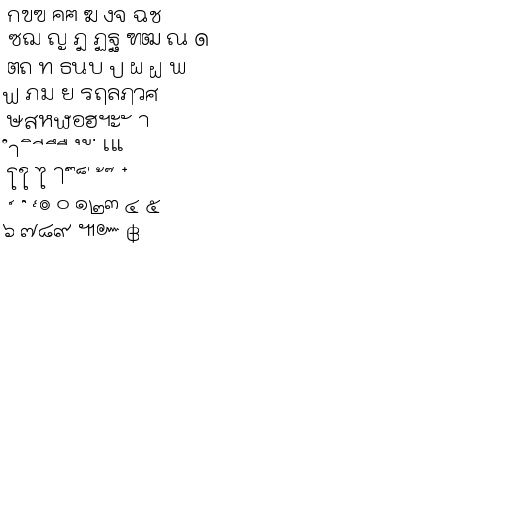 กขฃ คฅ ฆ งจ ฉช
ซฌ ญ ฎ ฏฐ ฑฒ ณ ด
ตถ ท ธนบ ป ผ ฝ พ
ฟ ภม ย รฤลฦวศ
ษสหฬอฮฯะ ั า
ำ ิ ี ึ ื ุ ู ฺ เแ
โใ ไ ๅๆ ็ ่ ้ ๊ ๋
์ ํ ๎๏ ๐ ๑๒๓ ๔ ๕
๖ ๗๘๙ ๚๛ ฿